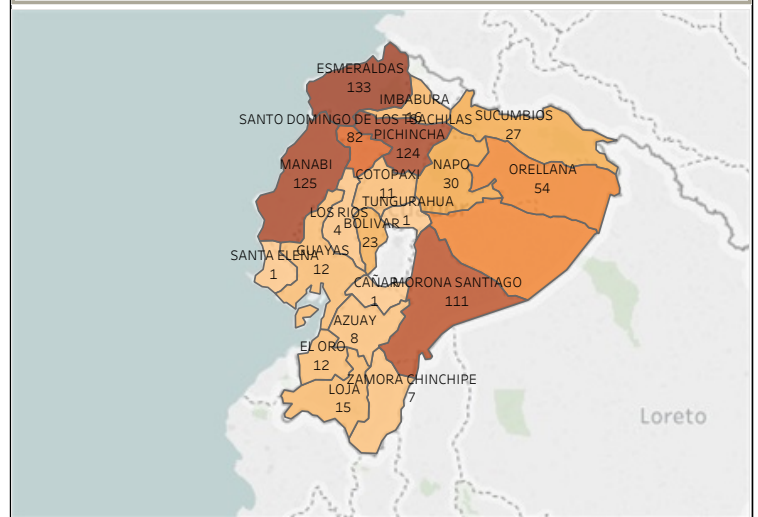 ESMERALDAS
133
IMBABURA
16
SANTO DOMINGO DE LOS TSACHILAS
82
SUCUMBIOS
27
PICHINCHA
124
MANABI
125
COTOPAXI
11
NAPO
30
ORELLANA
54
TUNGURAHUA
1
LOS RIOS
4
BOLIVAR
23
SANTA ELENA
1
GUAYAS
12
CAÑAR
1
MORONA SANTIAGO
111
AZUAY
8
EL ORO
12
ZAMORA CHINCHIPE
7
LOJA
15
Loreto